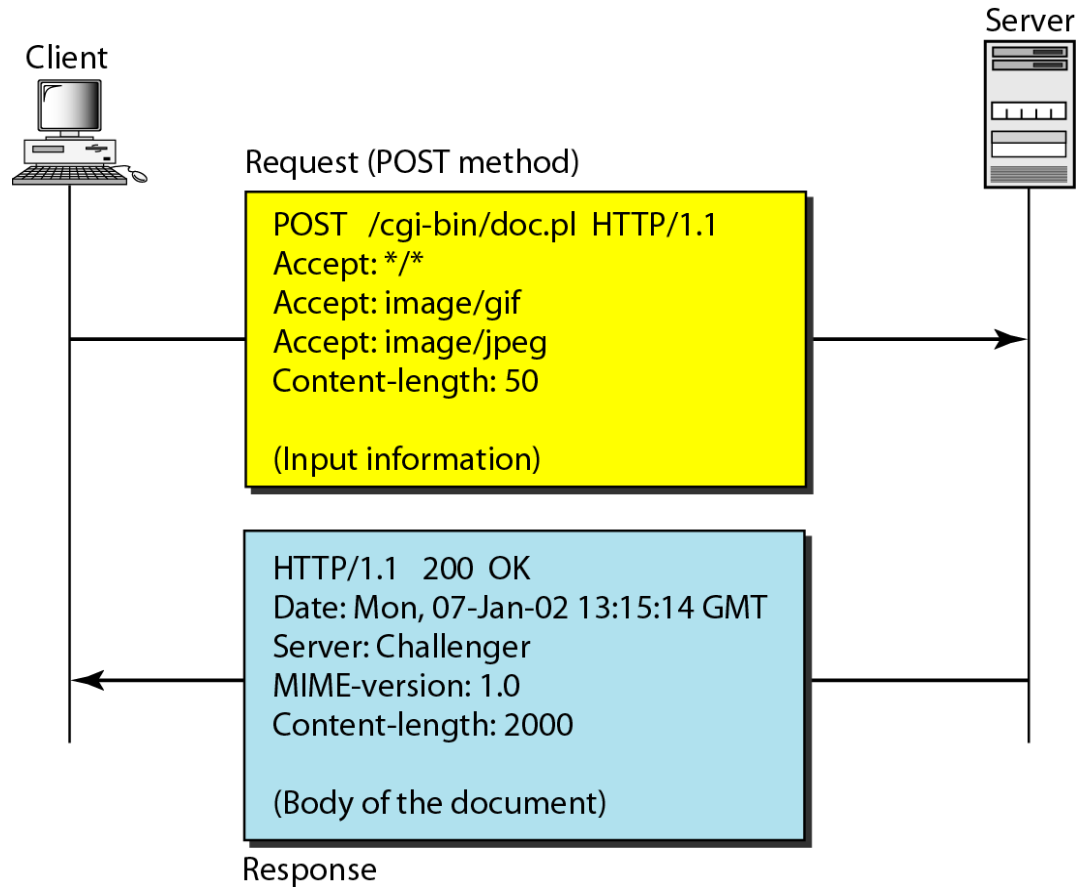 Server
Client
Request (POST method)
POST /cgi-bin/doc.pl HTTP/1.1
Accept: */*
Accept: image/gif
Accept: image/jpeg
Content-length: 50
(Input information)
HTTP/1.1 200 OK
Date: Mon, 07-Jan-02 13:15:14 GMT
Server: Challenger
MIME-version: 1.0
Content-length: 2000
(Body of the document)
Response